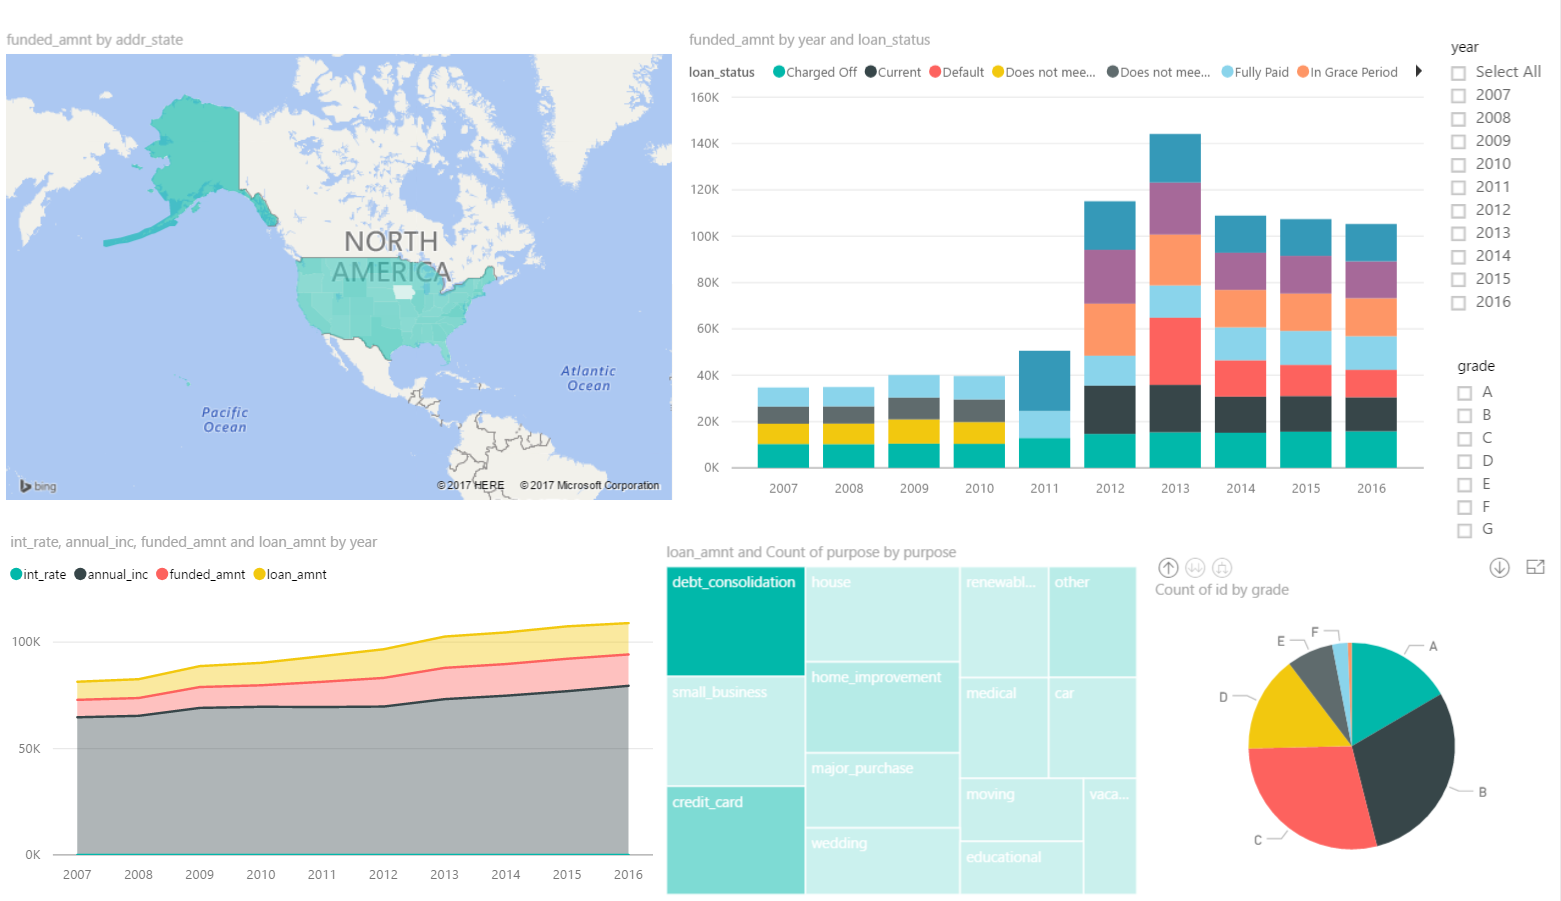 funded_amnt by addr_state
NORTH
AMERICA
Pacific
Ocean
Atlantic
Ocean
bing
© 2017 HERE © 2017 Microsoft Corporation
funded_amnt by year and loan_status
loan_status Charged Off Current Default Does not mee... Does not mee... Fully Paid In Grace Period
160K
140K
120K
100K
80K
60K
40K
20K
0K
2007 2008 2009 2010 2011 2012 2013 2014 2015 2016
year
Select All
2007
2008
2009
2010
2011
2012
2013
2014
2015
2016
grade
A
B
C
D
E
F
G
int_rate, annual_inc, funded_amnt and loan_amnt by year
int_rate annual_inc funded_amnt loan_amnt
100K
50K
0K
2007 2008 2009 2010 2011 2012 2013 2014 2015 2016
loan_amnt and Count of purpose by purpose
debt_consolidation
small_business
credit_card
house
home_improvement
major_purchase
wedding
renewabl...
other
medical
car
moving
educational
vaca...
Count of id by grade
F
E
A
D
B
C